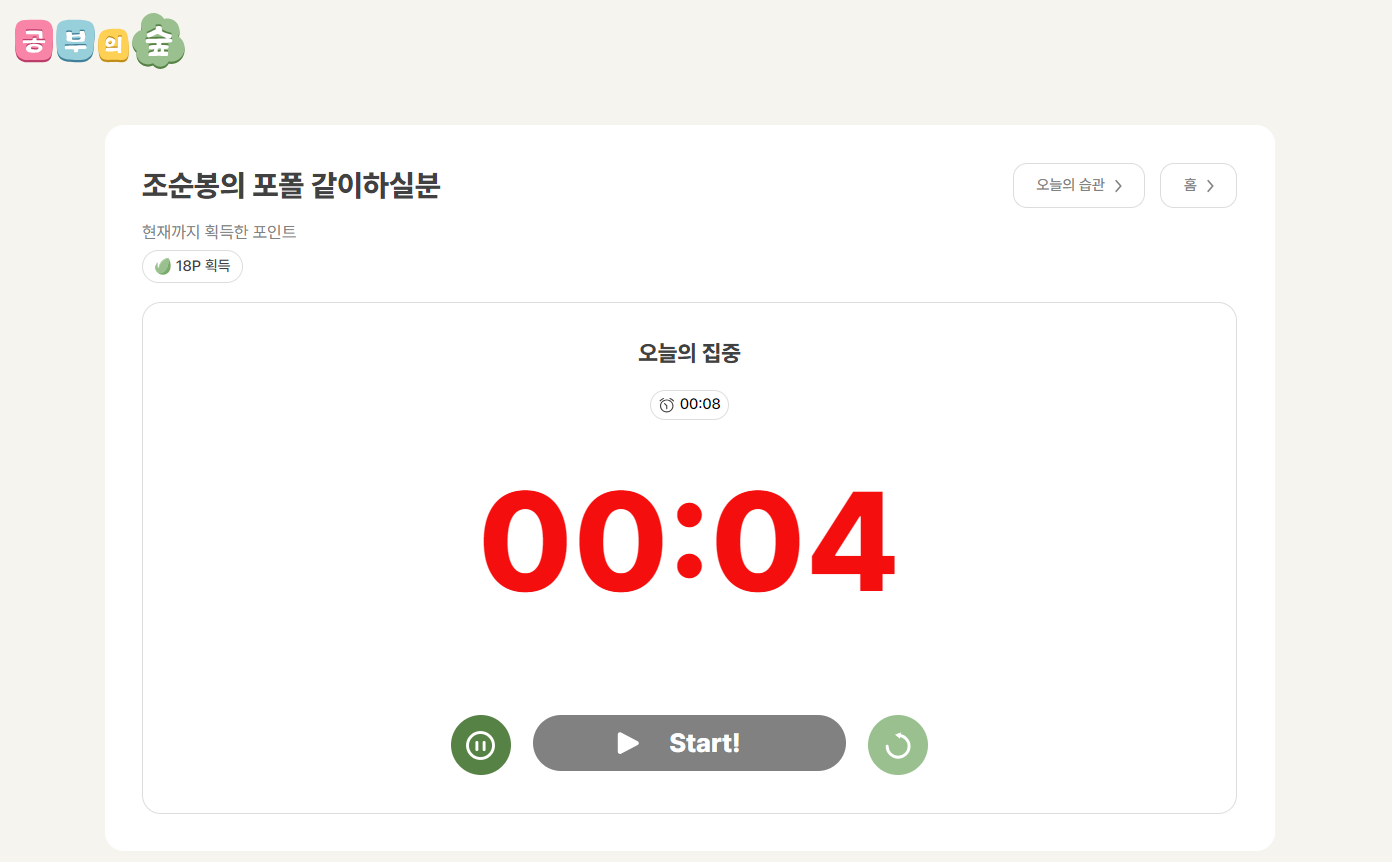 공부의숲
조순봉의 포폴 같이하실분
오늘의 습관
홈
현재까지 획득한 포인트
18P 획득
오늘의 집중
00:08
00:04
Start!